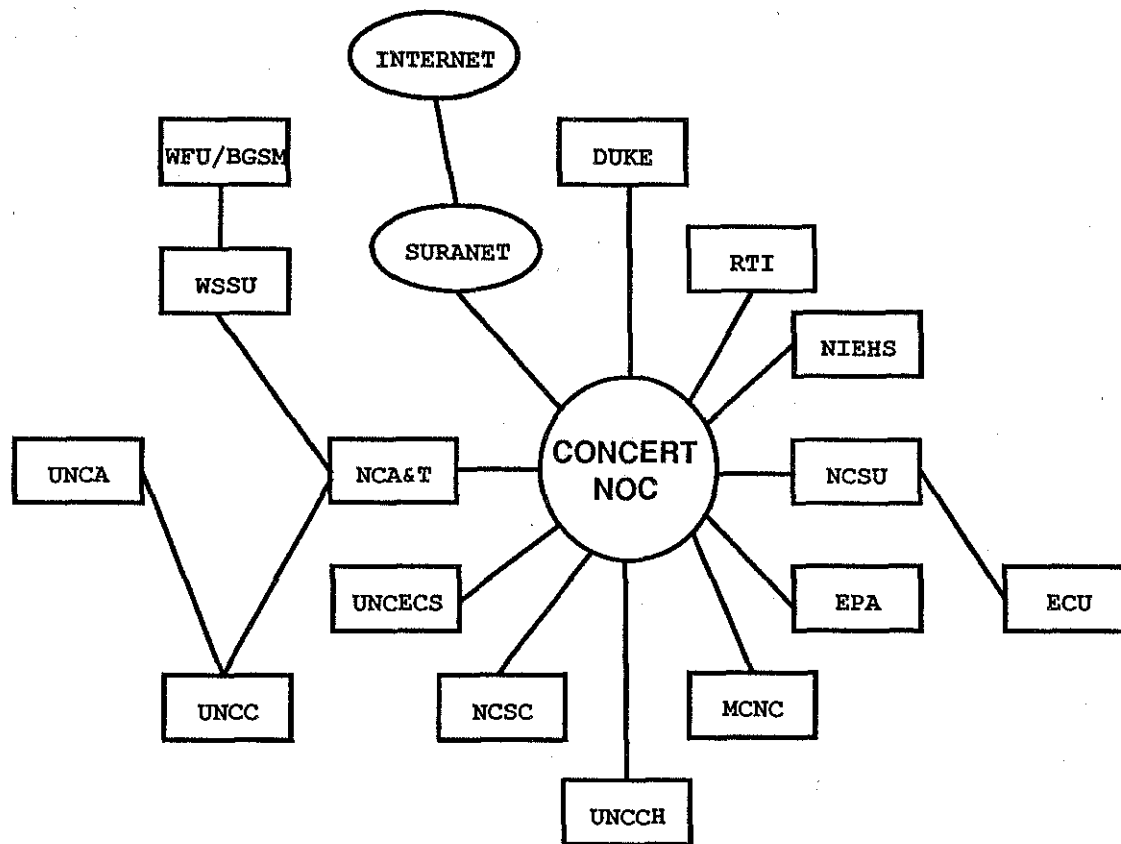 INTERNET
WFU/BGSM
DUKE
SURANET
RTI
WSSU
NIEHS
CONCERT
NOC
UNCA
NCA&T
NCSU
UNCECS
EPA
ECU
UNCC
NCSC
MCNC
UNCCH